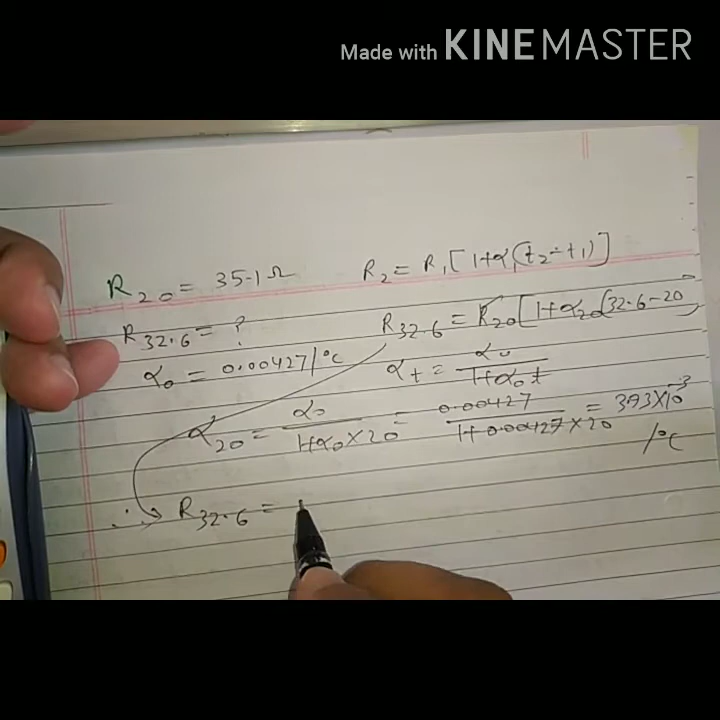 Made with KINEMASTER
R20 = 35.1 Ω
R2 = R1 [1+α1(t2-t1)]
R32.6 = ?
R32.6 = R20[1+α20(32.6-20)
α0 = 0.00427/°C
αt = α0 / 1+α0 t
α20 = α0 / 1+α0×20 = 0.00427 / 1+0.00427×20 = 3.93×10⁻³ /°C
∴ R32.6 =